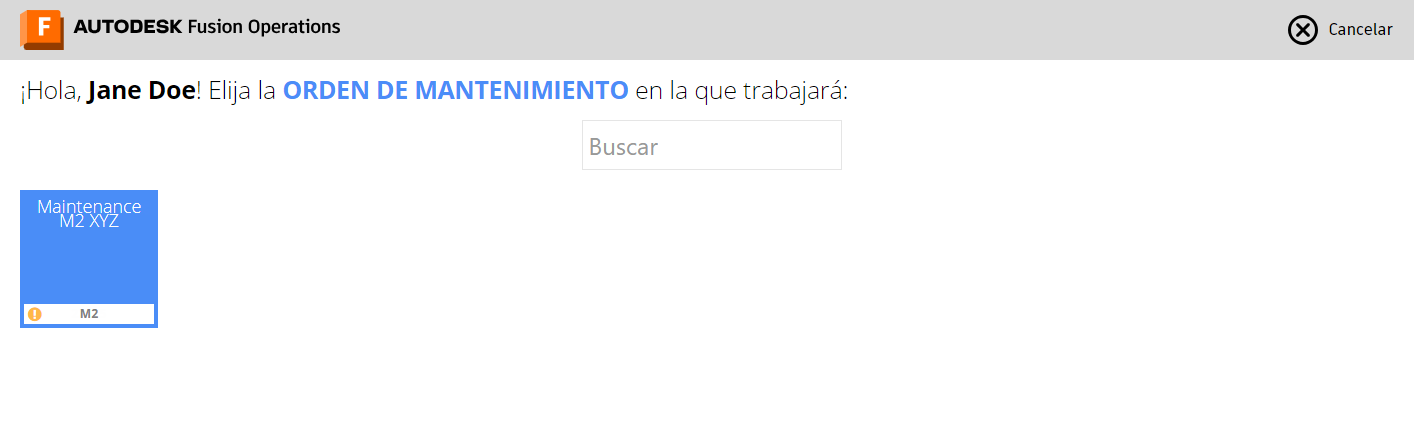 F AUTODESK Fusion Operations
Cancelar
¡Hola, Jane Doe! Elija la ORDEN DE MANTENIMIENTO en la que trabajará:
Buscar
Maintenance
M2 XYZ
! M2